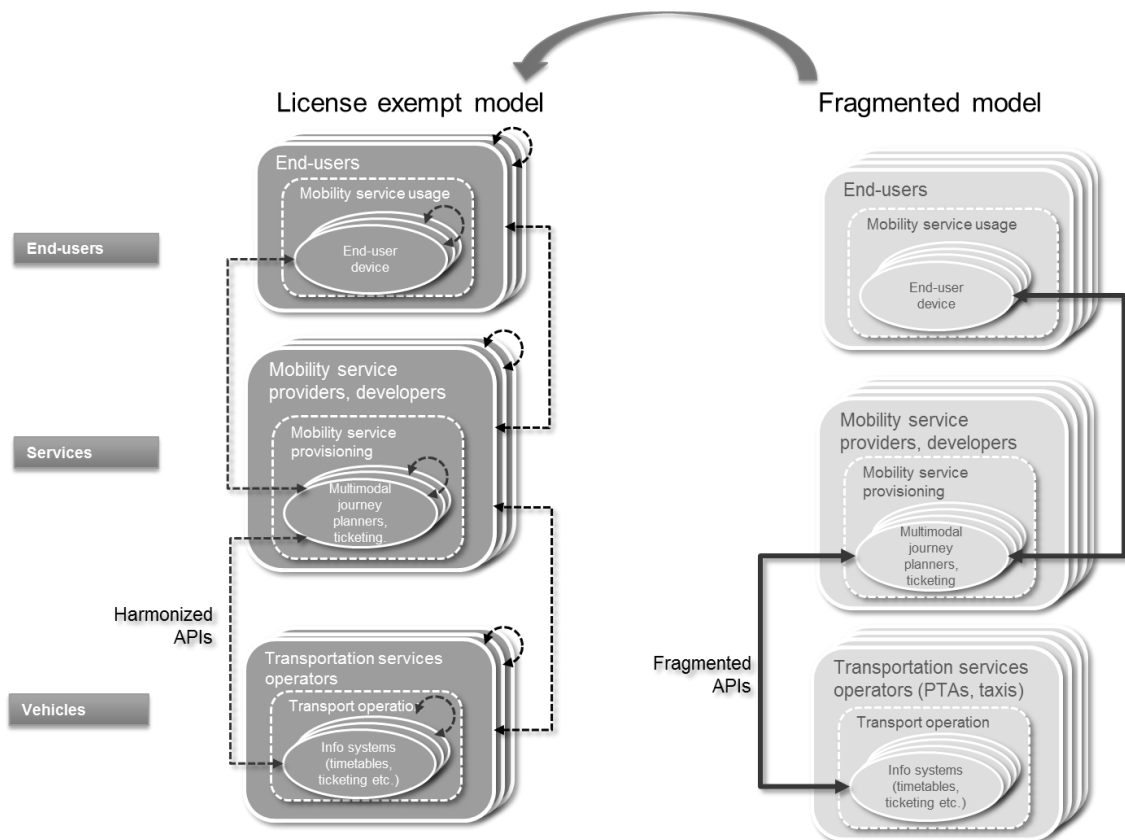 License exempt model
Fragmented model
End-users
Services
Vehicles
End-users
Mobility service usage
End-user
device
Mobility service
providers, developers
Mobility service
provisioning
Multimodal
journey
planners,
ticketing.
Harmonized
APIs
Transportation services
operators
Transport operation
Info systems
(timetables,
ticketing etc.)
End-users
Mobility service usage
End-user
device
Mobility service
providers, developers
Mobility service
provisioning
Multimodal
journey
planners,
ticketing
Fragmented
APIs
Transportation services
operators (PTAs, taxis)
Transport operation
Info systems
(timetables,
ticketing etc.)